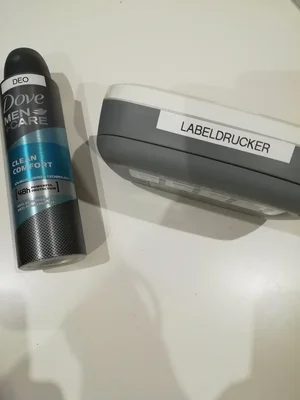 DEO
Dove
MEN
+CARE
CLEAN
COMFORT
48h
LABELDRUCKER